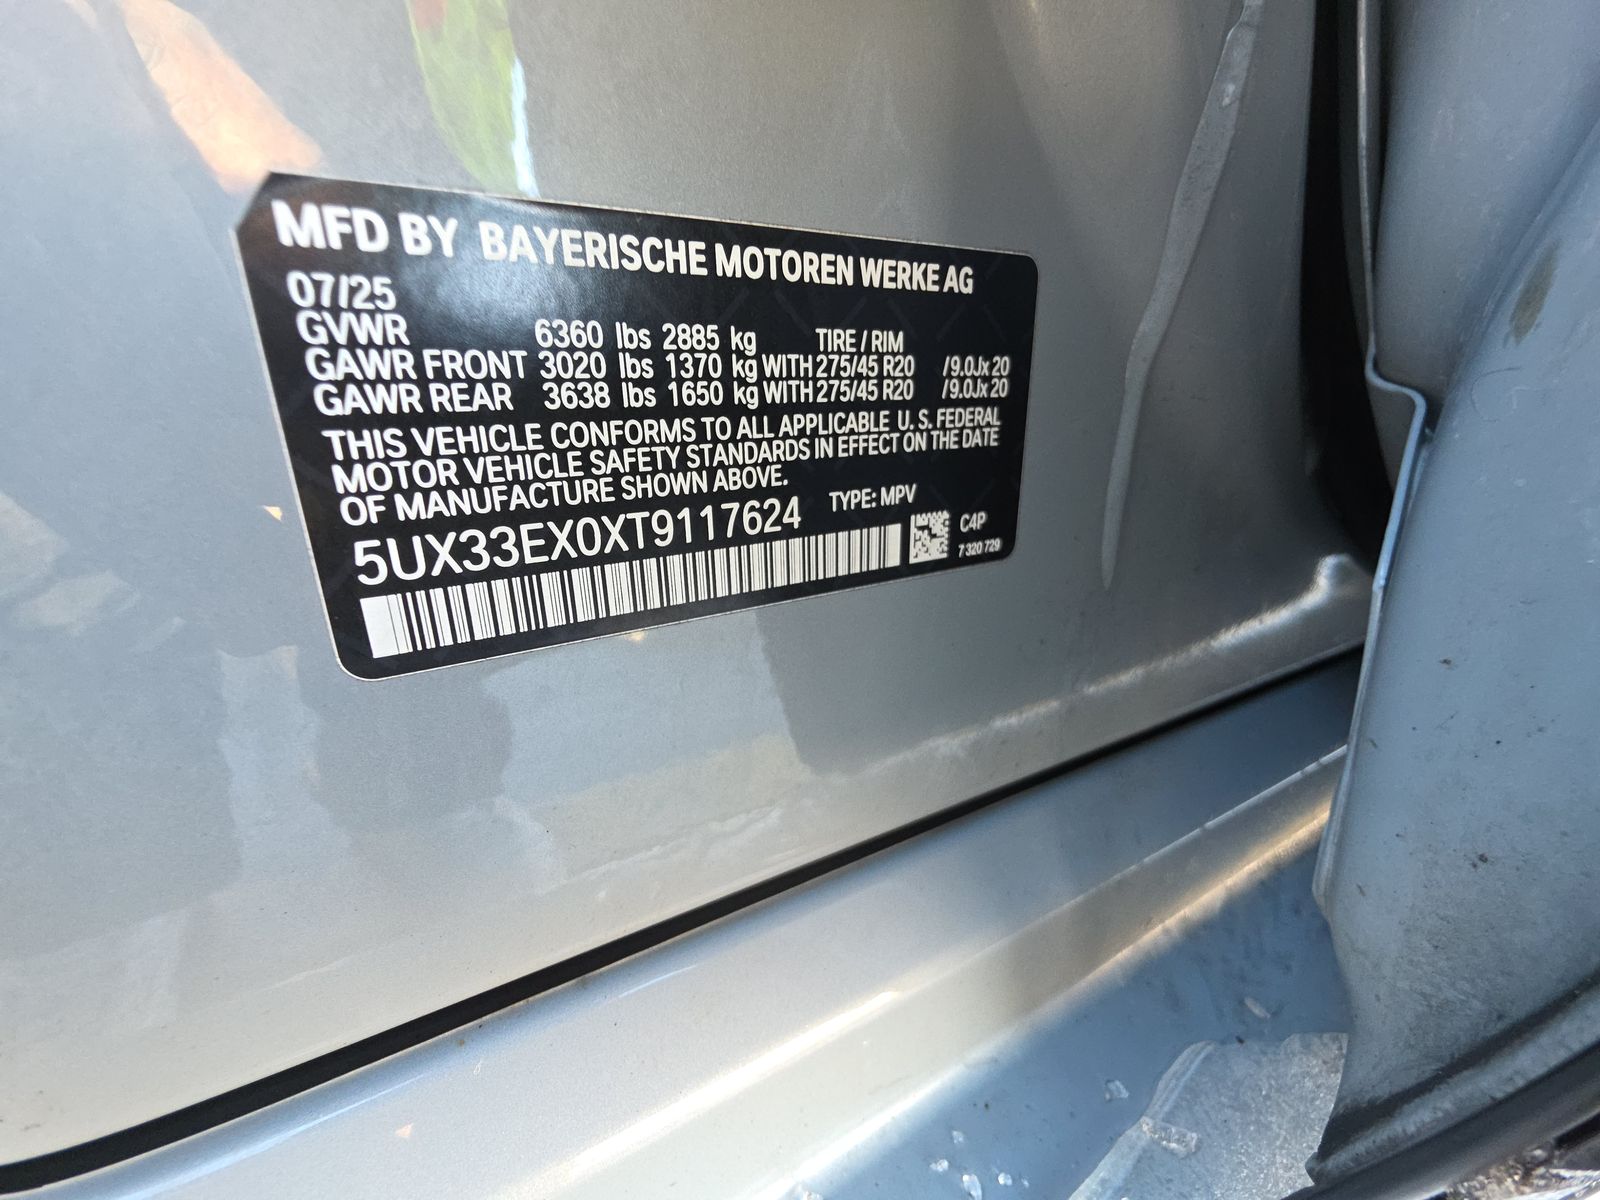 MFD BY BAYERISCHE MOTOREN WERKE AG
07/25
GVWR 6360 lbs 2885 kg TIRE / RIM
GAWR FRONT 3020 lbs 1370 kg WITH 275/45 R20 /9.0Jx20
GAWR REAR 3638 lbs 1650 kg WITH 275/45 R20 /9.0Jx20
THIS VEHICLE CONFORMS TO ALL APPLICABLE U.S. FEDERAL
MOTOR VEHICLE SAFETY STANDARDS IN EFFECT ON THE DATE
OF MANUFACTURE SHOWN ABOVE.
5UX33EX0XT9117624 TYPE: MPV
C4P
7 320 729